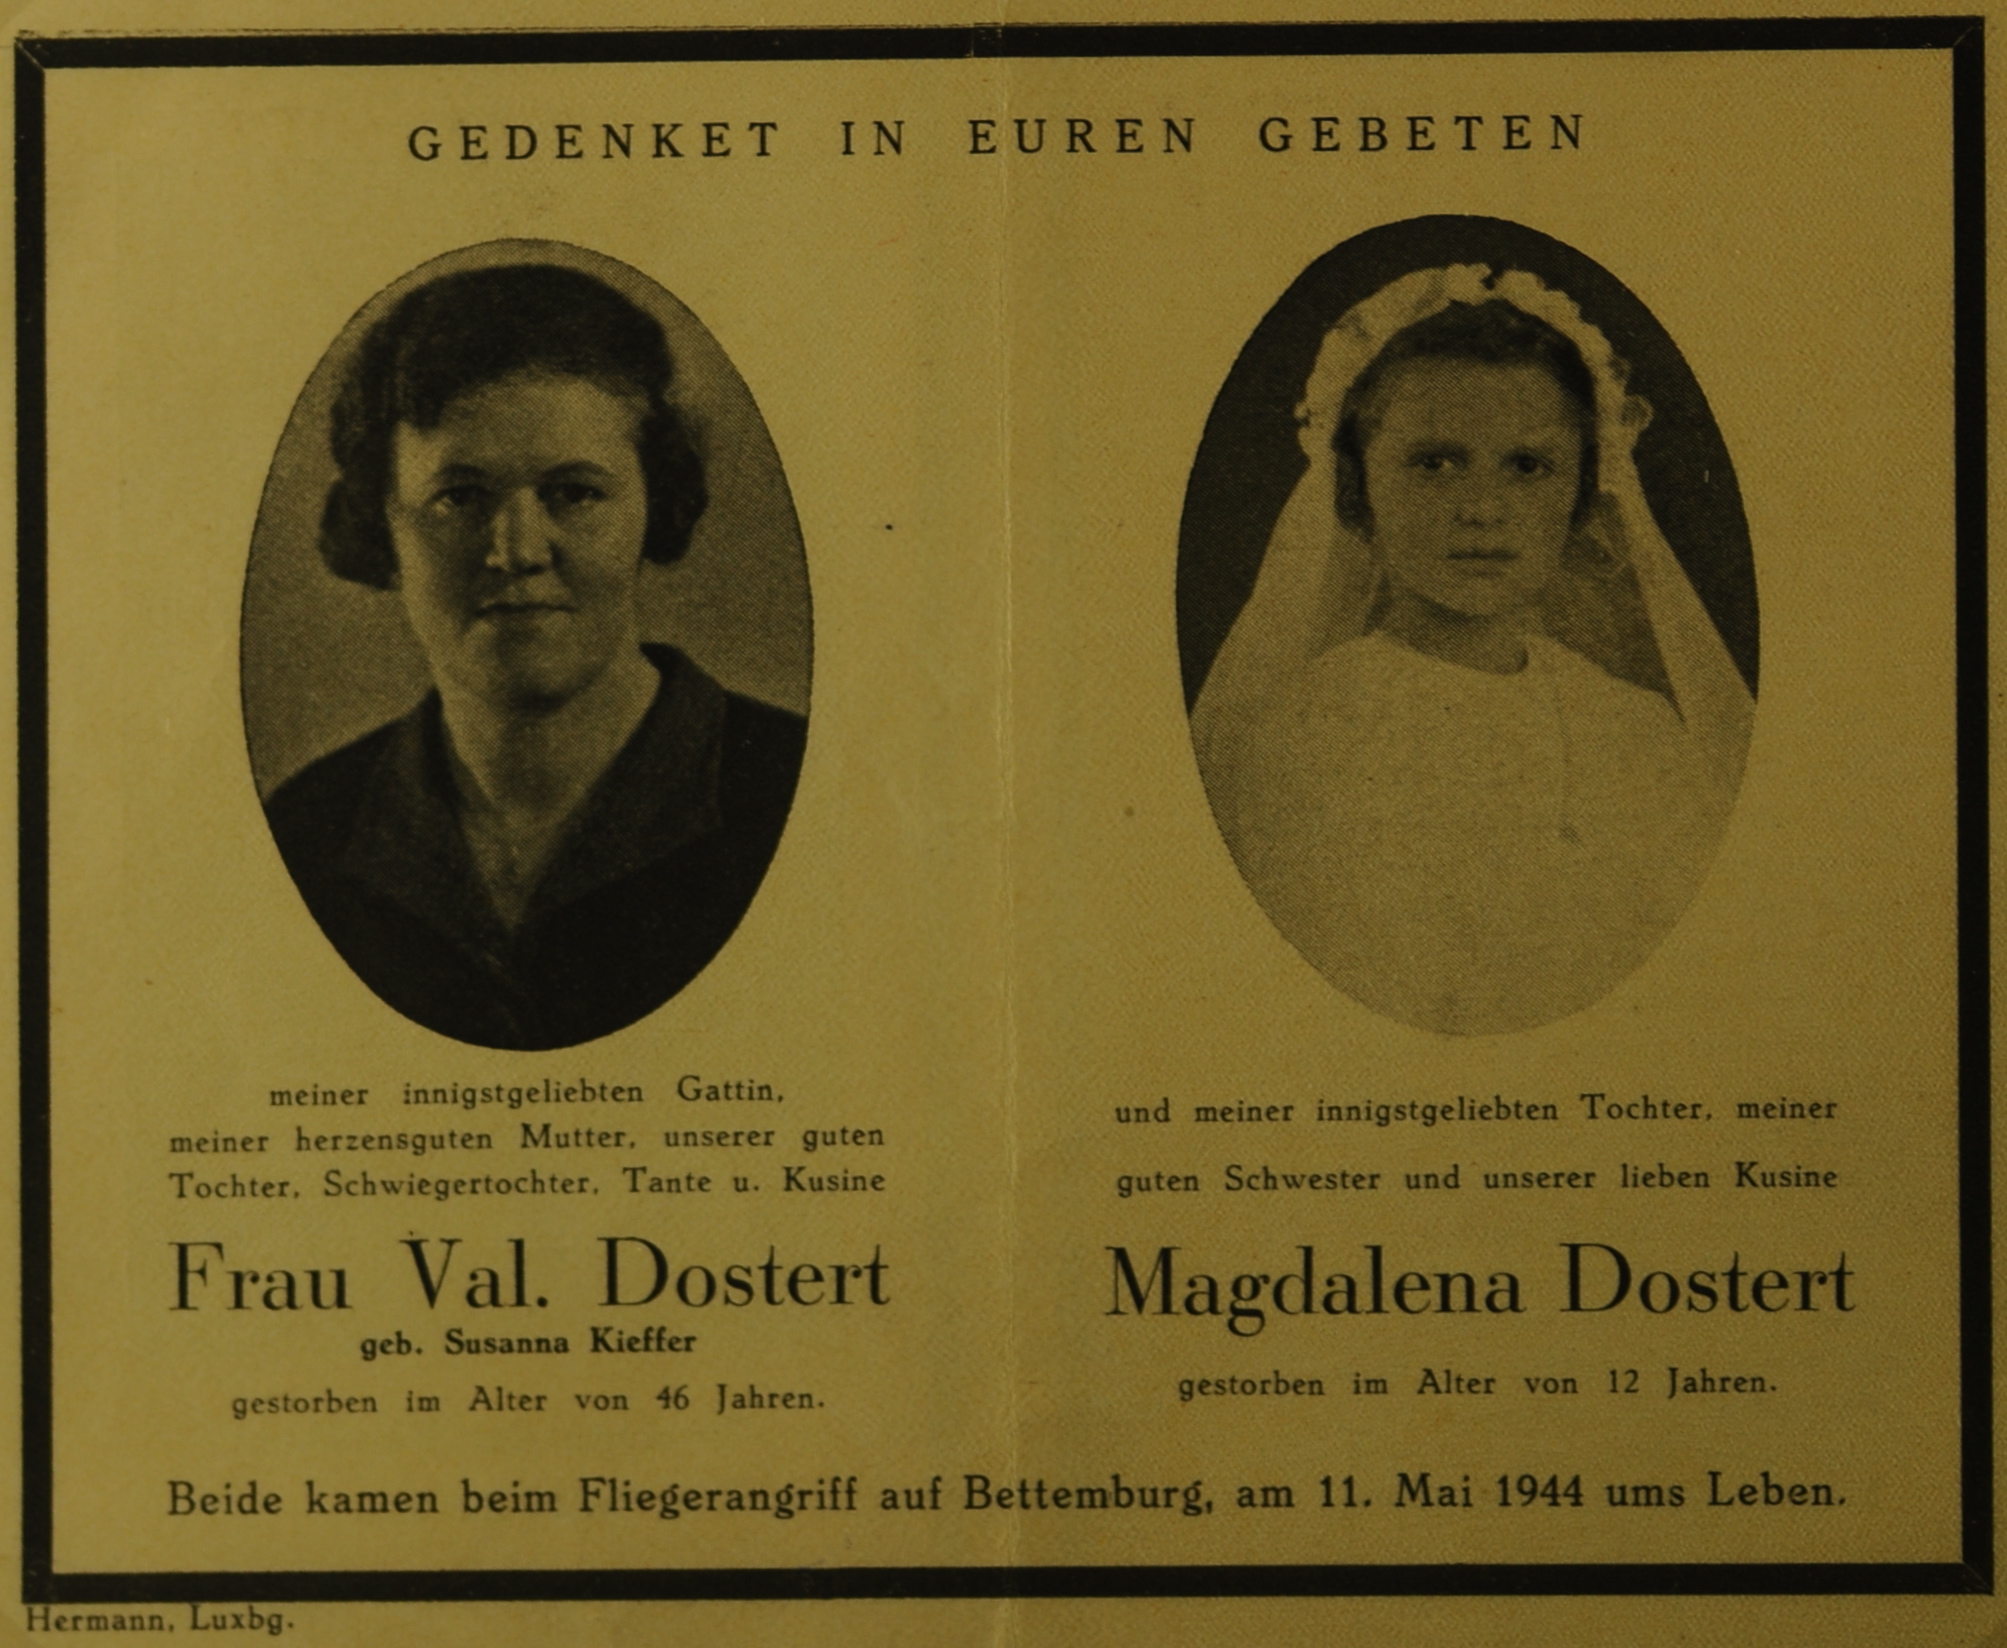 GEDENKET IN EUREN GEBETEN
meiner innigstgeliebten Gattin,
meiner herzensguten Mutter, unserer guten
Tochter, Schwiegertochter, Tante u. Kusine
Frau Val. Dostert
geb. Susanna Kieffer
gestorben im Alter von 46 Jahren.
und meiner innigstgeliebten Tochter, meiner
guten Schwester und unserer lieben Kusine
Magdalena Dostert
gestorben im Alter von 12 Jahren.
Beide kamen beim Fliegerangriff auf Bettemburg, am 11. Mai 1944 ums Leben.
Hermann, Luxbg.